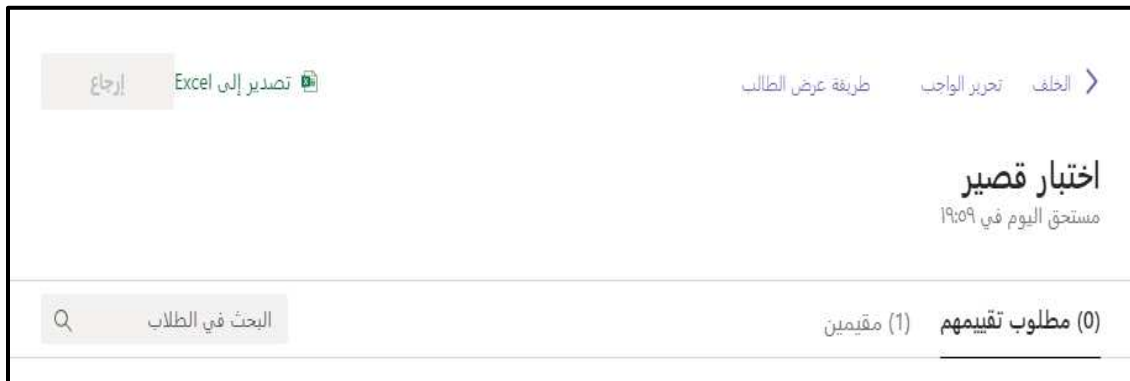 الخلف تحرير الواجب طريقة عرض الطالب تصدير إلى Excel إرجاع
اختبار قصير
مستحق اليوم في ١٩:٥٩
(0) مطلوب تقييمهم (1) مقيمين البحث في الطلاب